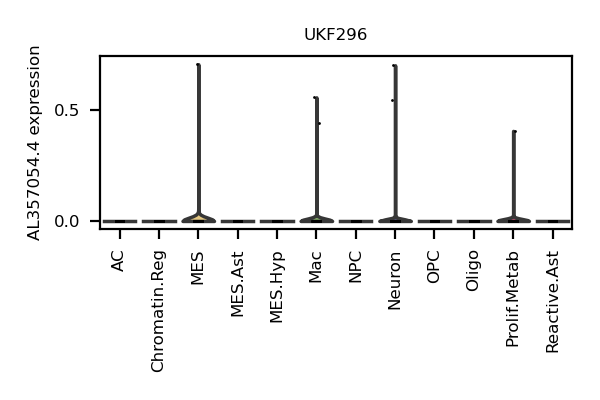 UKF296
AL357054.4 expression
0.5
0.0
AC
Chromatin.Reg
MES
MES.Ast
MES.Hyp
Mac
NPC
Neuron
OPC
Oligo
Prolif.Metab
Reactive.Ast